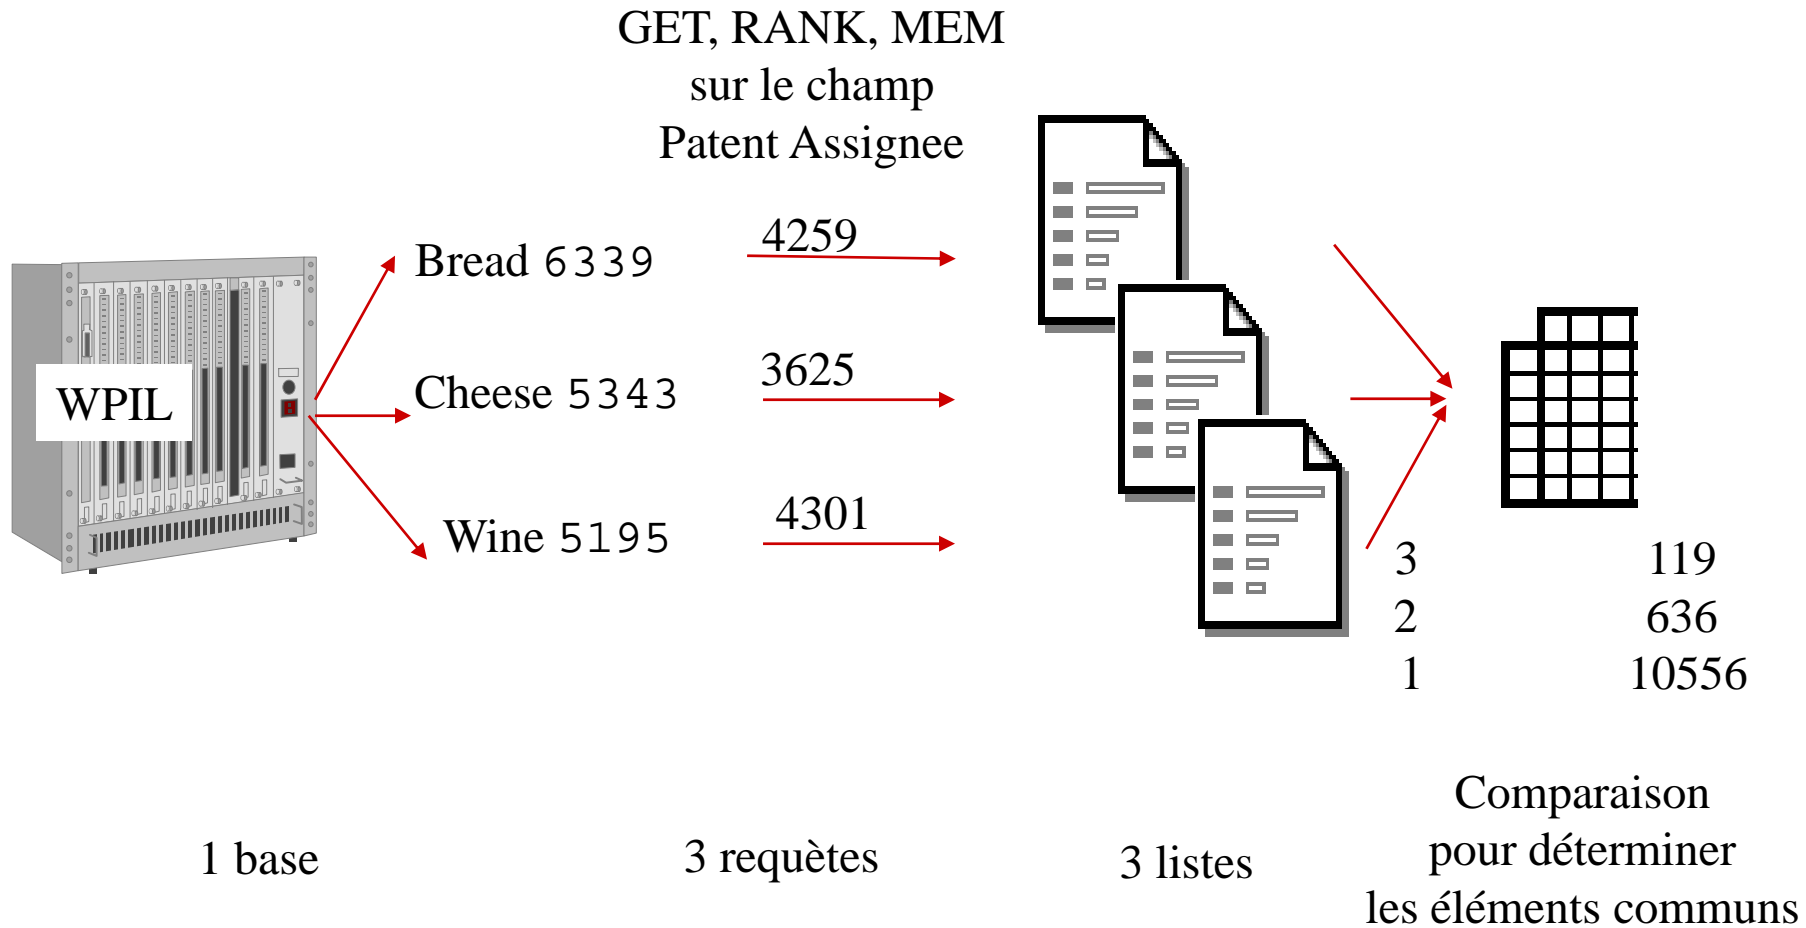 GET, RANK, MEM
sur le champ
Patent Assignee
Bread 6339
4259
WPIL
Cheese 5343
3625
Wine 5195
4301
3 119
2 636
1 10556
1 base
3 requètes
3 listes
Comparaison
pour déterminer
les éléments communs